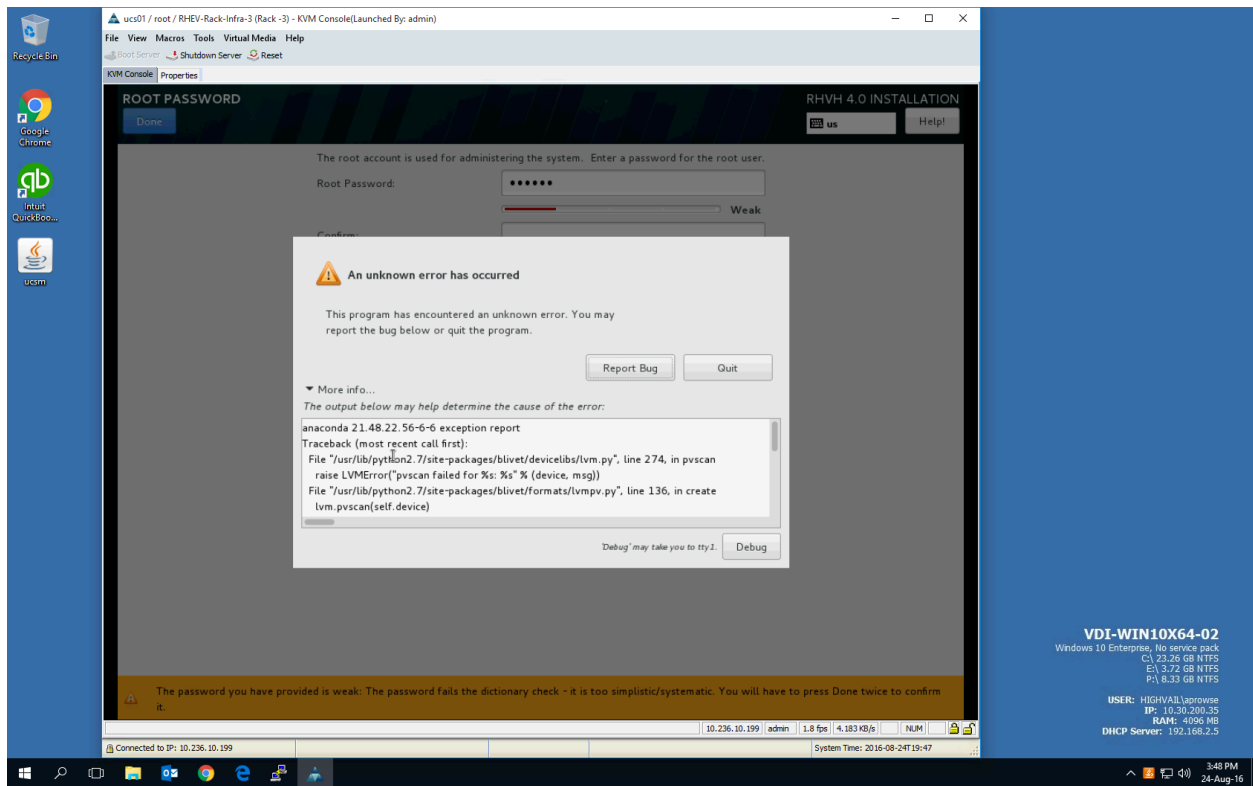 Recycle Bin
Google
Chrome
Intuit
QuickBoo...
ucsm
ucs01 / root / RHEV-Rack-Infra-3 (Rack -3) - KVM Console(Launched By: admin)
File View Macros Tools Virtual Media Help
Boot Server Shutdown Server Reset
KVM Console Properties
ROOT PASSWORD
Done
RHVH 4.0 INSTALLATION
us
Help!
The root account is used for administering the system. Enter a password for the root user.
Root Password:
••••••
Weak
Confirm:
An unknown error has occurred
This program has encountered an unknown error. You may
report the bug below or quit the program.
Report Bug
Quit
More info...
The output below may help determine the cause of the error:
anaconda 21.48.22.56-6-6 exception report
Traceback (most recent call first):
File "/usr/lib/python2.7/site-packages/blivet/devicelibs/lvm.py", line 274, in pvscan
raise LVMError("pvscan failed for %s: %s" % (device, msg))
File "/usr/lib/python2.7/site-packages/blivet/formats/lvmpv.py", line 136, in create
lvm.pvscan(self.device)
'Debug' may take you to tty1.
Debug
The password you have provided is weak: The password fails the dictionary check - it is too simplistic/systematic. You will have to press Done twice to confirm
it.
10.236.10.199 admin 1.8 fps 4.183 KB/s NUM
Connected to IP: 10.236.10.199
System Time: 2016-08-24T19:47
VDI-WIN10X64-02
Windows 10 Enterprise, No service pack
C:\ 23.26 GB NTFS
E:\ 3.72 GB NTFS
P:\ 8.33 GB NTFS
USER: HIGHVAIL\aprowse
IP: 10.30.200.35
RAM: 4096 MB
DHCP Server: 192.168.2.5
3:48 PM
24-Aug-16